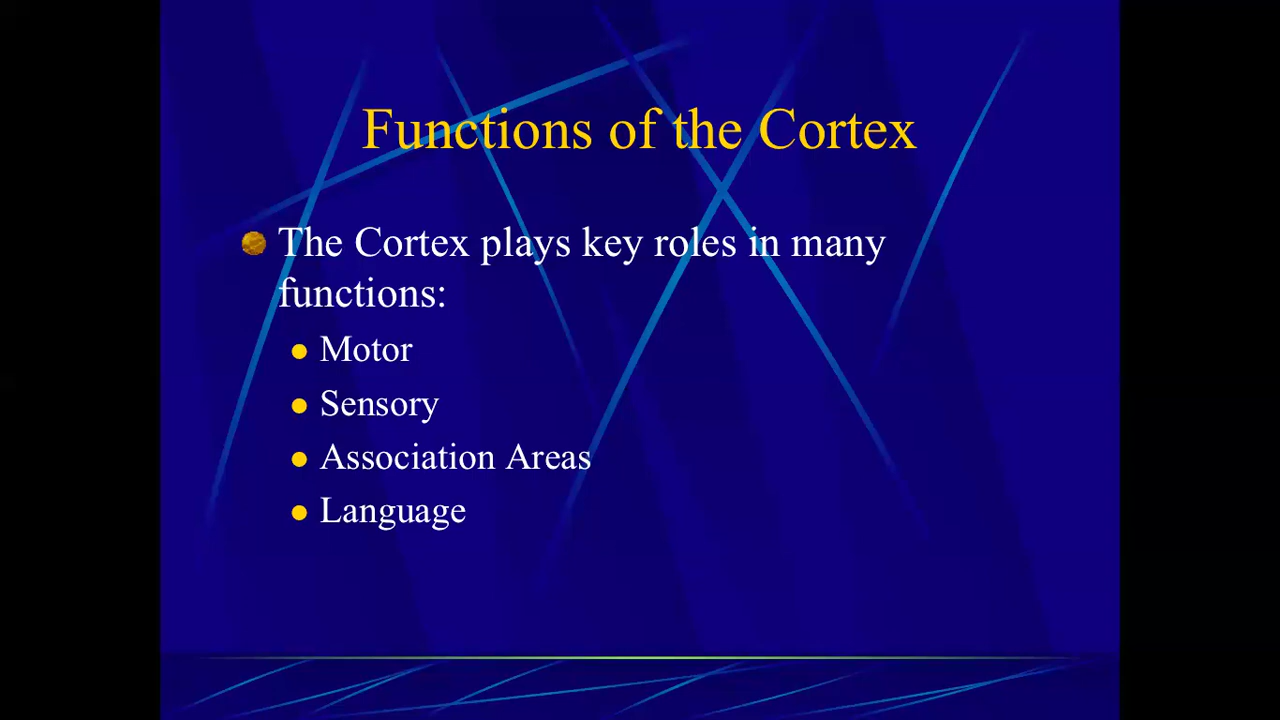 Functions of the Cortex
The Cortex plays key roles in many
functions:
Motor
Sensory
Association Areas
Language